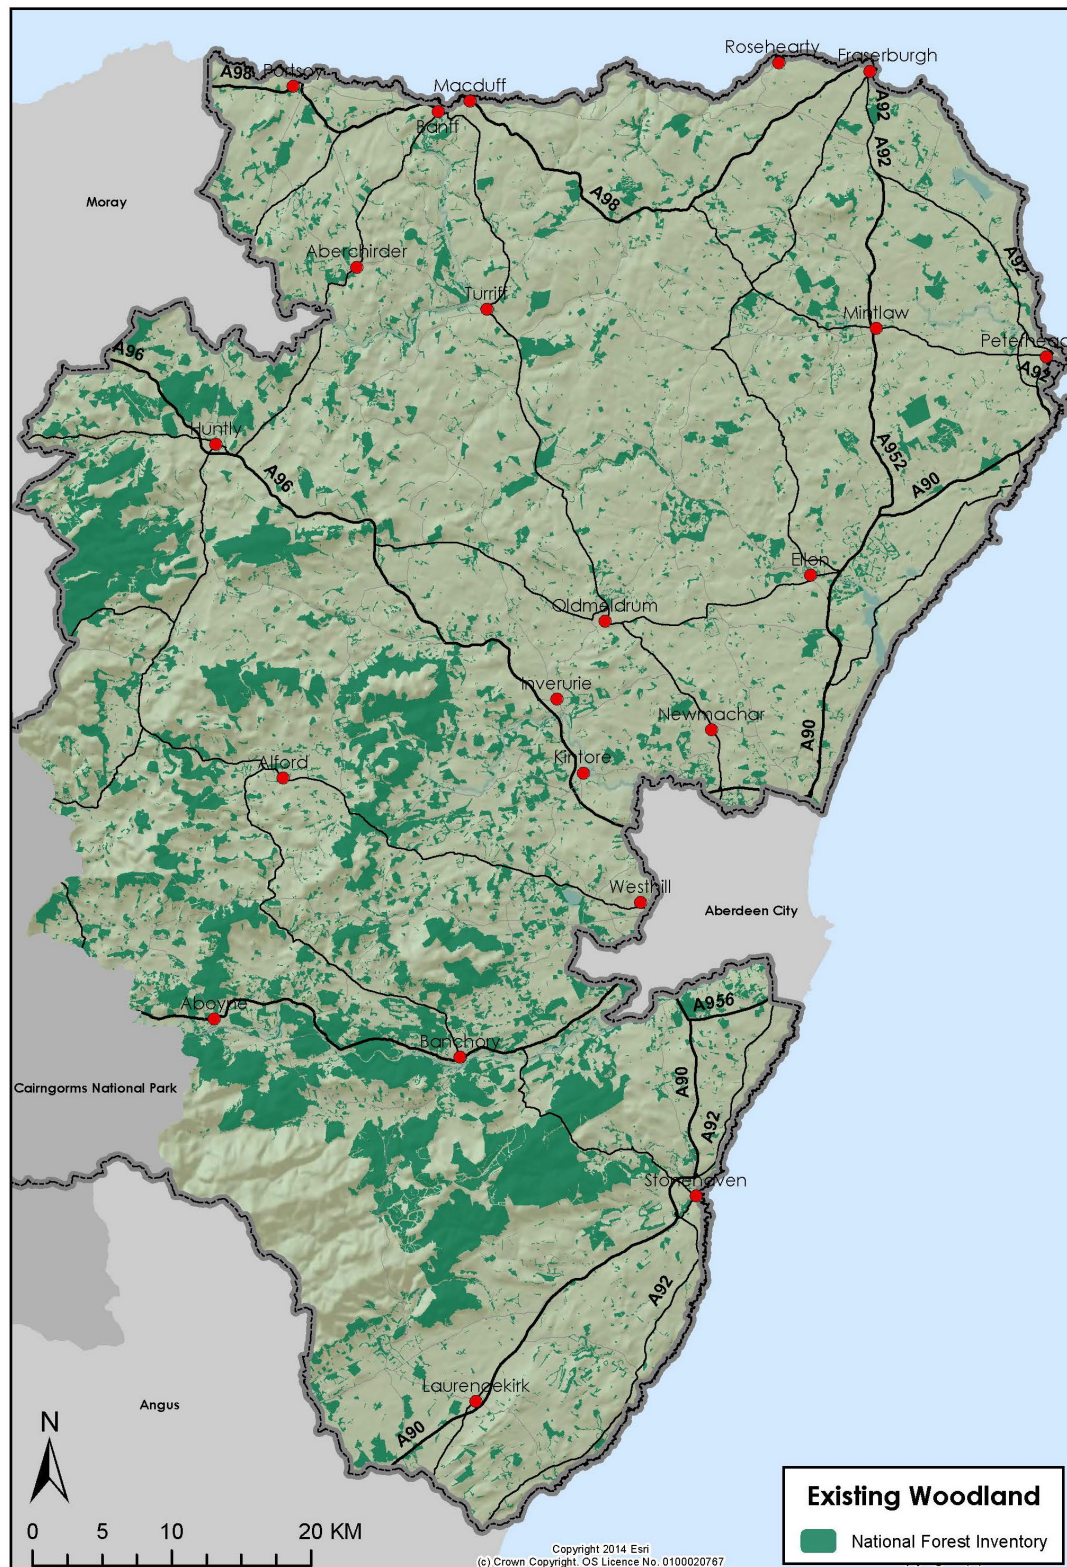 Rosehearty
Fraserburgh
A98
Portsoy
Macduff
Banff
A92
A92
Moray
A98
Aberchirder
A92
Turriff
Mintlaw
Peterhead
A96
A92
Huntly
A952
A96
A90
Ellon
Oldmeldrum
Inverurie
Newmachar
A90
Kintore
Alford
Westhill
Aberdeen City
A956
Aboyne
Banchory
A90
Cairngorms National Park
A92
Stonehaven
A92
Laurencekirk
Angus
A90
N
0 5 10 20 KM
Existing Woodland
National Forest Inventory
Copyright 2014 Esri
(c) Crown Copyright. OS Licence No. 0100020767